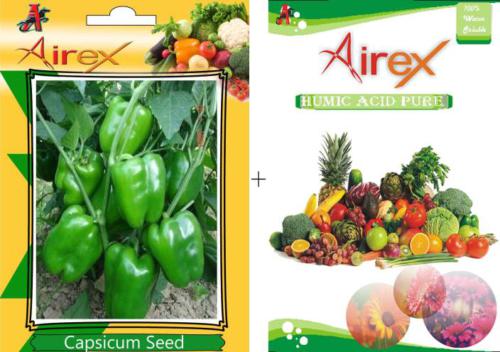 Airex
Capsicum Seed
+
100%
Water
Soluble
Airex
HUMIC ACID PURE